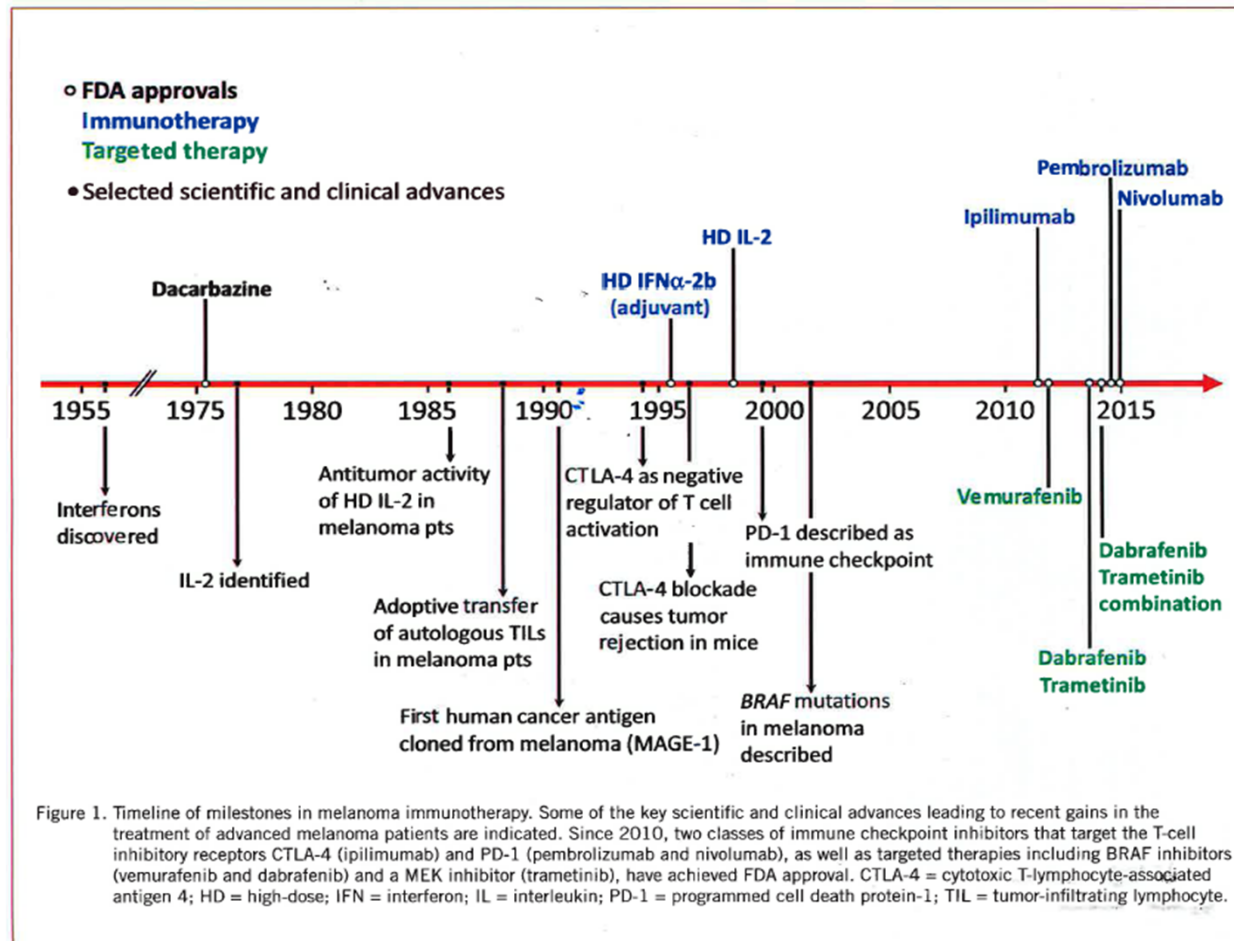 FDA approvals
Immunotherapy
Targeted therapy
Selected scientific and clinical advances
Pembrolizumab
Nivolumab
Ipilimumab
HD IL-2
HD IFNα-2b
(adjuvant)
Dacarbazine
1955 1975 1980 1985 1990 1995 2000 2005 2010 2015
Interferons
discovered
IL-2 identified
Antitumor activity
of HD IL-2 in
melanoma pts
Adoptive transfer
of autologous TILs
in melanoma pts
First human cancer antigen
cloned from melanoma (MAGE-1)
CTLA-4 as negative
regulator of T cell
activation
CTLA-4 blockade
causes tumor
rejection in mice
PD-1 described as
immune checkpoint
BRAF mutations
in melanoma
described
Vemurafenib
Dabrafenib
Trametinib
combination
Dabrafenib
Trametinib
Figure 1. Timeline of milestones in melanoma immunotherapy. Some of the key scientific and clinical advances leading to recent gains in the
treatment of advanced melanoma patients are indicated. Since 2010, two classes of immune checkpoint inhibitors that target the T-cell
inhibitory receptors CTLA-4 (ipilimumab) and PD-1 (pembrolizumab and nivolumab), as well as targeted therapies including BRAF inhibitors
(vemurafenib and dabrafenib) and a MEK inhibitor (trametinib), have achieved FDA approval. CTLA-4 = cytotoxic T-lymphocyte-associated
antigen 4; HD = high-dose; IFN = interferon; IL = interleukin; PD-1 = programmed cell death protein-1; TIL = tumor-infiltrating lymphocyte.